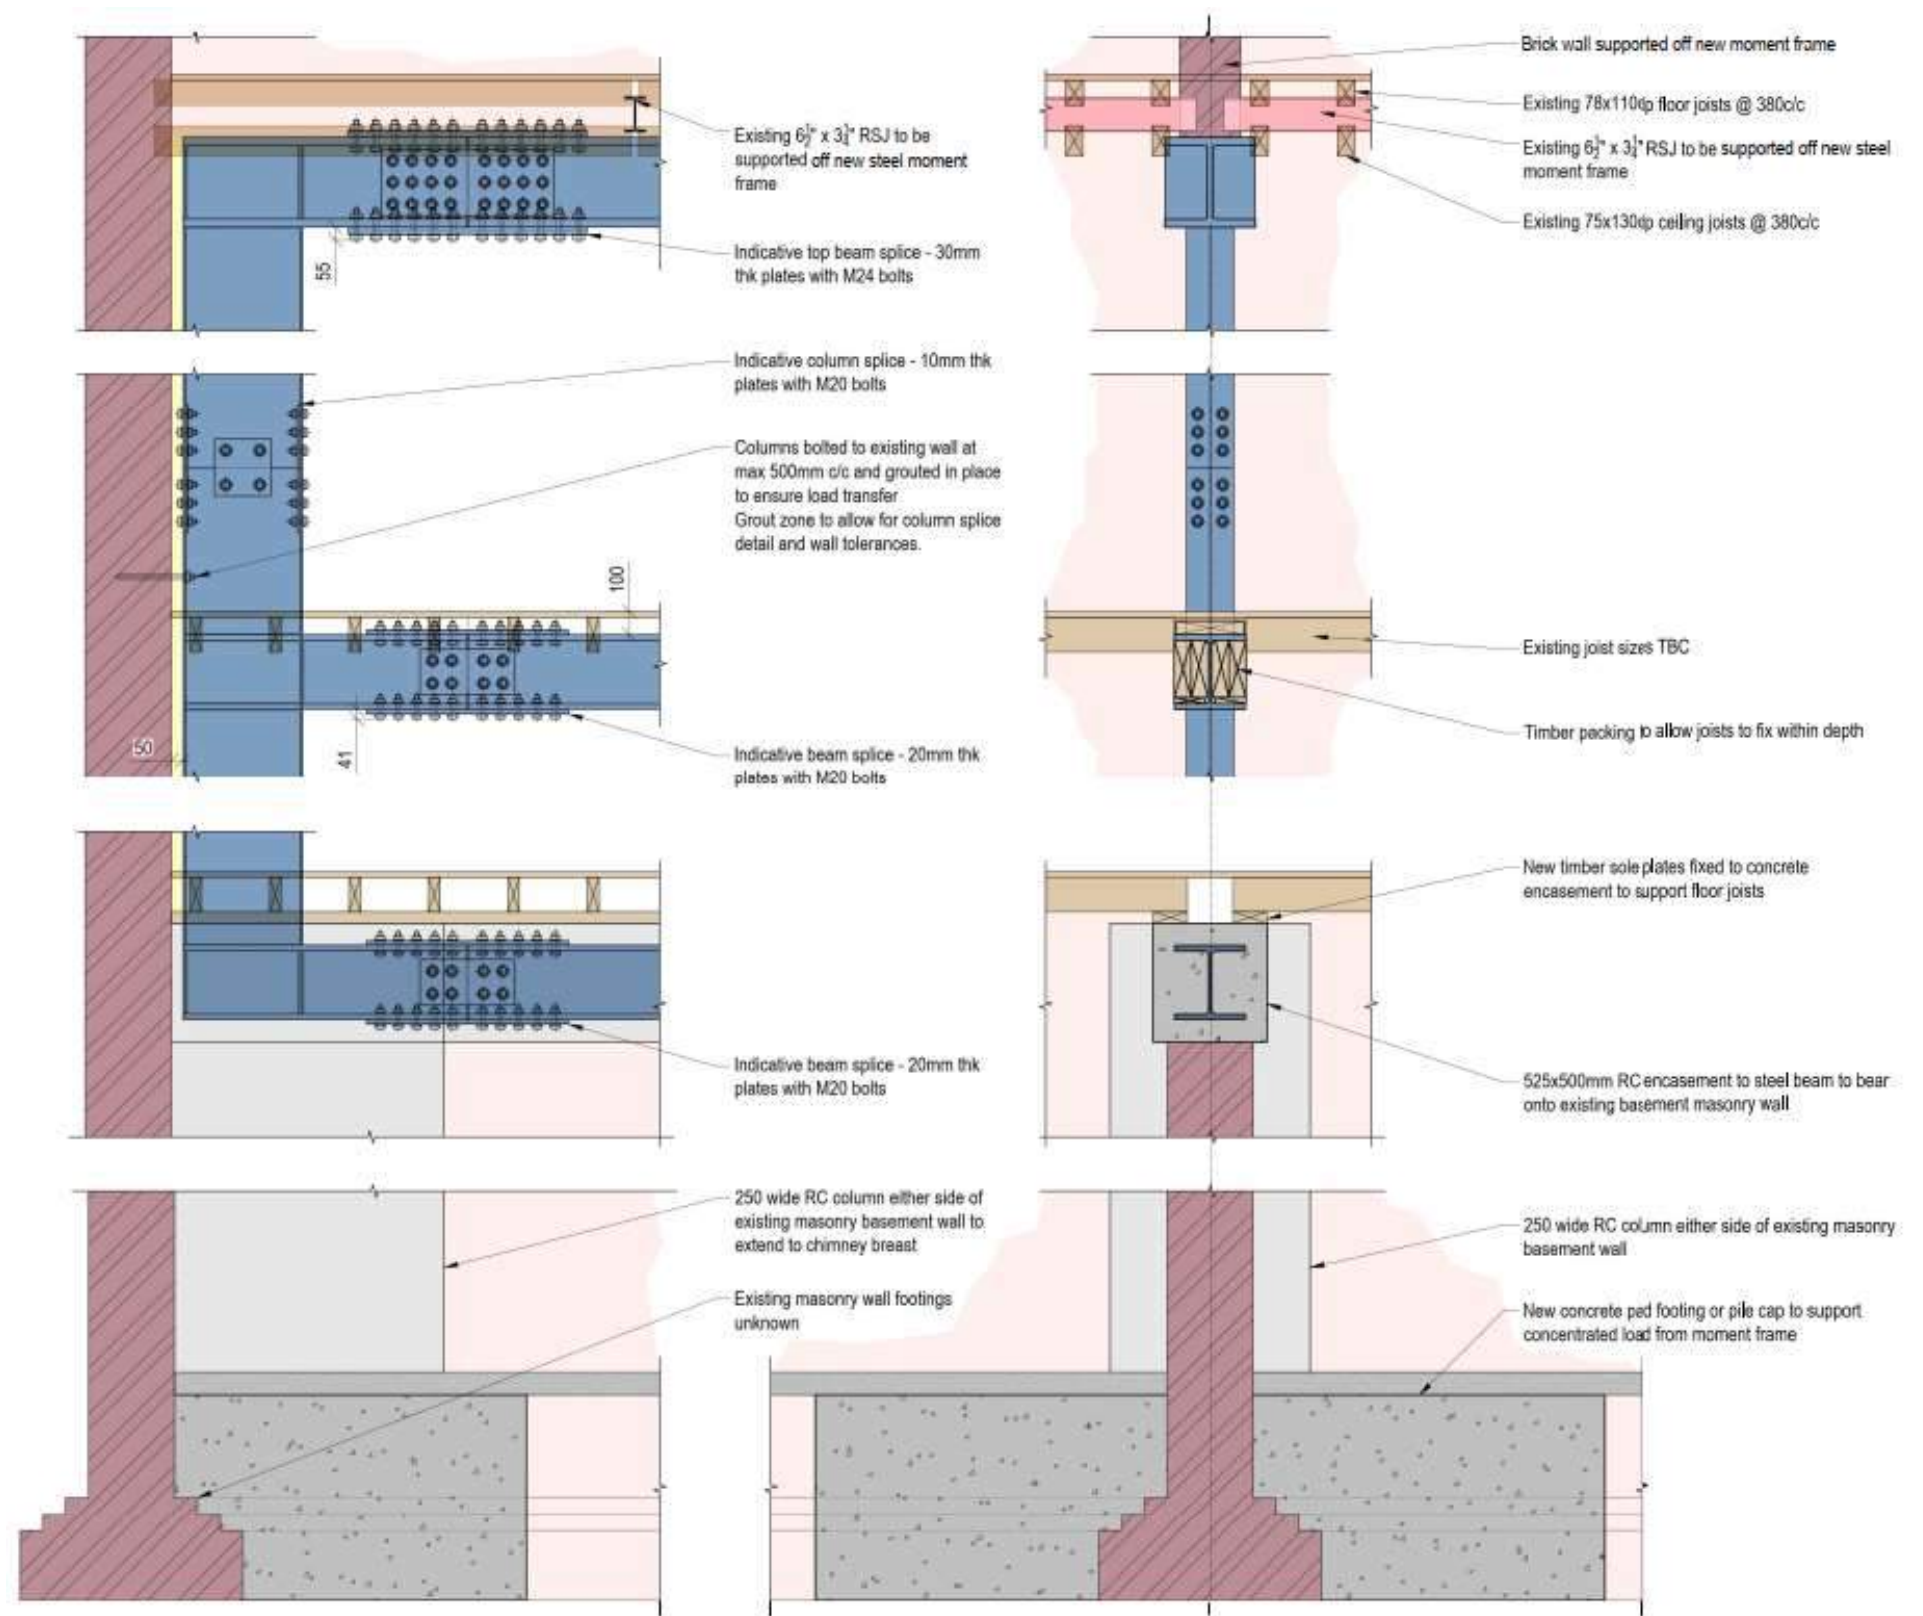 Existing 6½" x 3¼" RSJ to be
supported off new steel moment
frame
Indicative top beam splice - 30mm
thk plates with M24 bolts
55
Indicative column splice - 10mm thk
plates with M20 bolts
Columns bolted to existing wall at
max 500mm c/c and grouted in place
to ensure load transfer
Grout zone to allow for column splice
detail and wall tolerances.
100
50
41
Indicative beam splice - 20mm thk
plates with M20 bolts
Indicative beam splice - 20mm thk
plates with M20 bolts
250 wide RC column either side of
existing masonry basement wall to
extend to chimney breast
Existing masonry wall footings
unknown
Brick wall supported off new moment frame
Existing 78x110dp floor joists @ 380c/c
Existing 6½" x 3¼" RSJ to be supported off new steel
moment frame
Existing 75x130dp ceiling joists @ 380c/c
Existing joist sizes TBC
Timber packing to allow joists to fix within depth
New timber sole plates fixed to concrete
encasement to support floor joists
525x500mm RC encasement to steel beam to bear
onto existing basement masonry wall
250 wide RC column either side of existing masonry
basement wall
New concrete pad footing or pile cap to support
concentrated load from moment frame